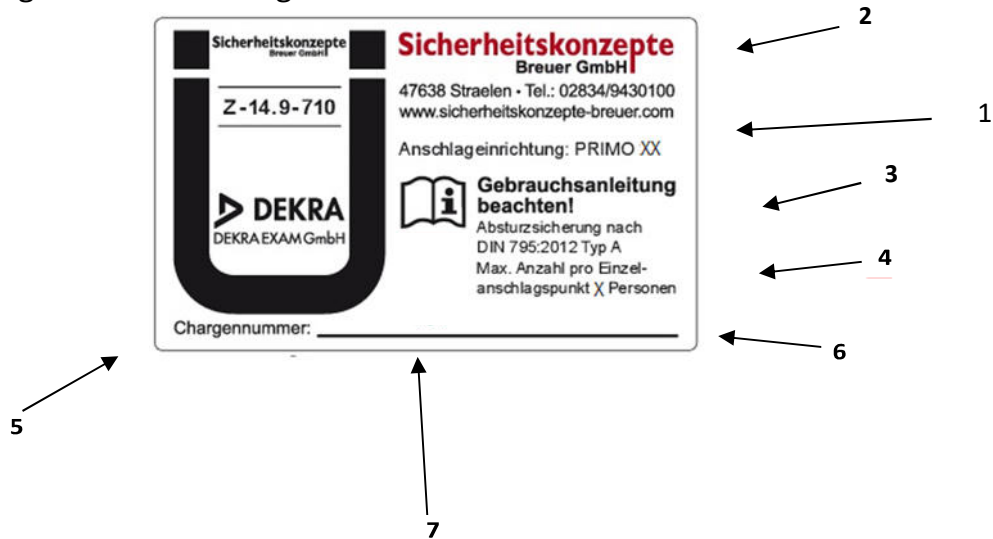 2
Sicherheitskonzepte
Breuer GmbH
Sicherheitskonzepte
Breuer GmbH
47638 Straelen • Tel.: 02834/9430100
www.sicherheitskonzepte-breuer.com
1
Z-14.9-710
Anschlageinrichtung: PRIMO XX
3
Gebrauchsanleitung
beachten!
DEKRA
DEKRA EXAM GmbH
Absturzsicherung nach
DIN 795:2012 Typ A
4
Max. Anzahl pro Einzel-
anschlagspunkt X Personen
Chargennummer:
6
5
7